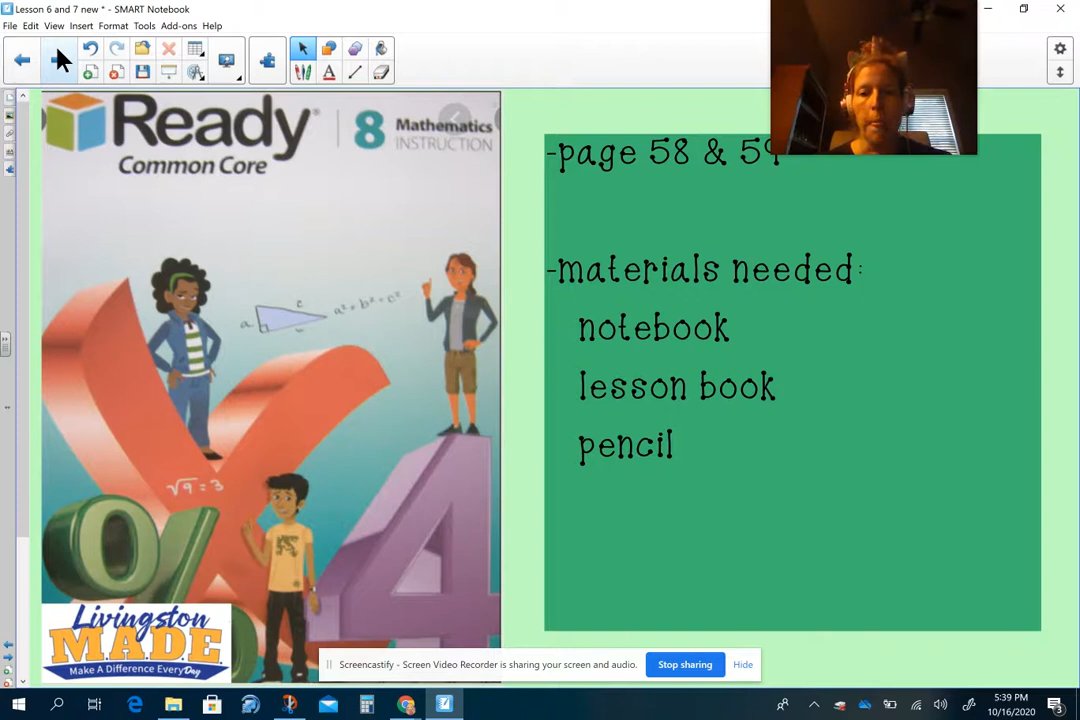 Lesson 6 and 7 new * - SMART Notebook
File Edit View Insert Format Tools Add-ons Help
Ready® 8 Mathematics
INSTRUCTION
Common Core
-page 58 & 59
-materials needed:
notebook
lesson book
pencil
a c a² + b² = c²
√9 = 3
% 4
Livingston
M.A.D.E.
Make A Difference EveryDay
Screencastify - Screen Video Recorder is sharing your screen and audio. Stop sharing Hide
5:39 PM
10/16/2020
3